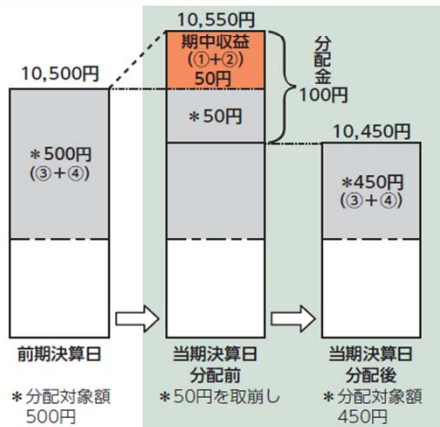 10,550円
期中収益
(①+②)
50円
分配金
100円
10,500円
*50円
10,450円
*500円
(③+④)
*450円
(③+④)
前期決算日
当期決算日
分配前
当期決算日
分配後
*分配対象額
500円
*50円を取崩し
*分配対象額
450円